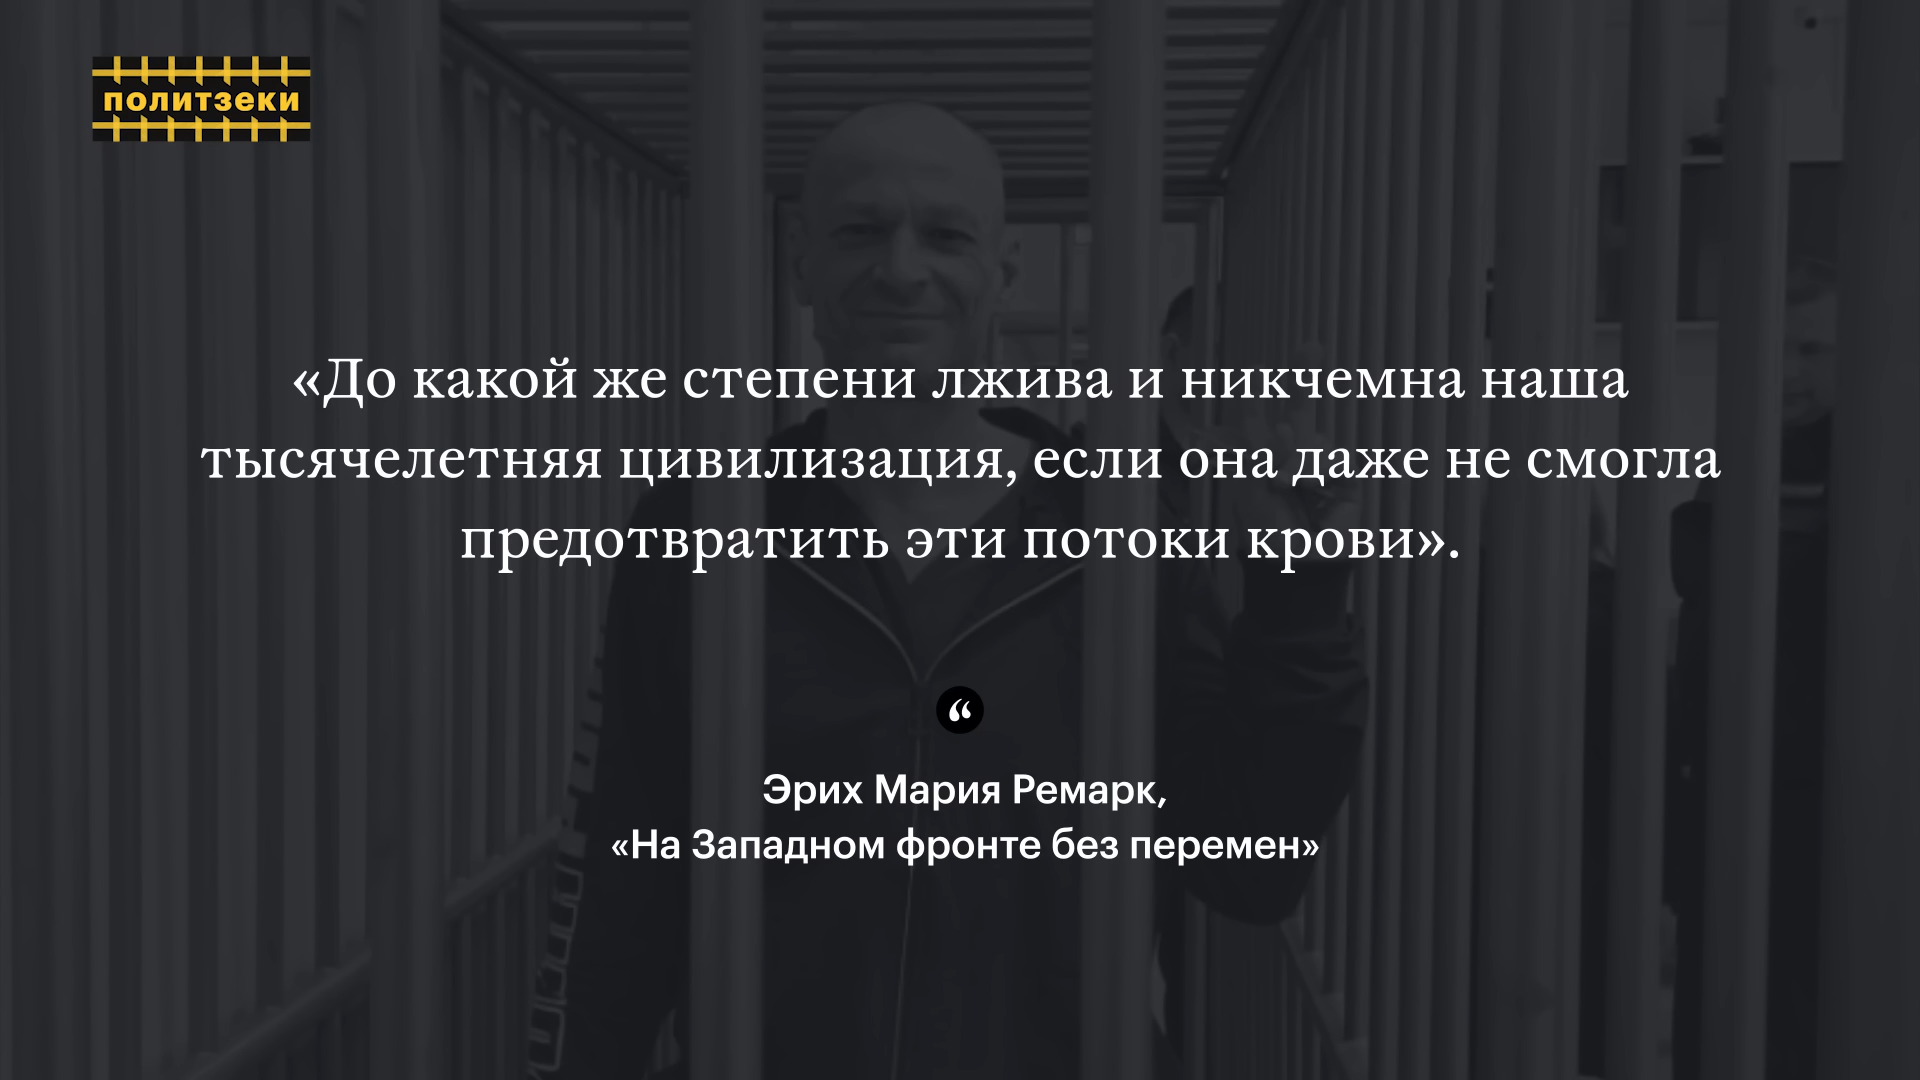 политзеки
«До какой же степени лжива и никчемна наша
тысячелетняя цивилизация, если она даже не смогла
предотвратить эти потоки крови».
“
Эрих Мария Ремарк,
«На Западном фронте без перемен»